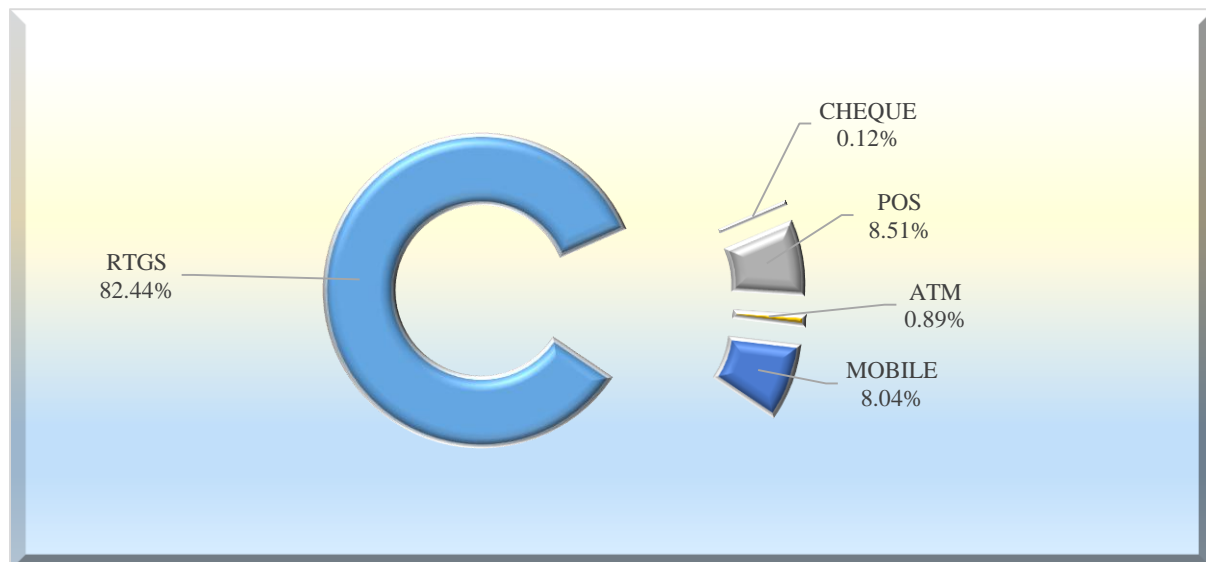 CHEQUE
0.12%
POS
8.51%
RTGS
82.44%
ATM
0.89%
MOBILE
8.04%